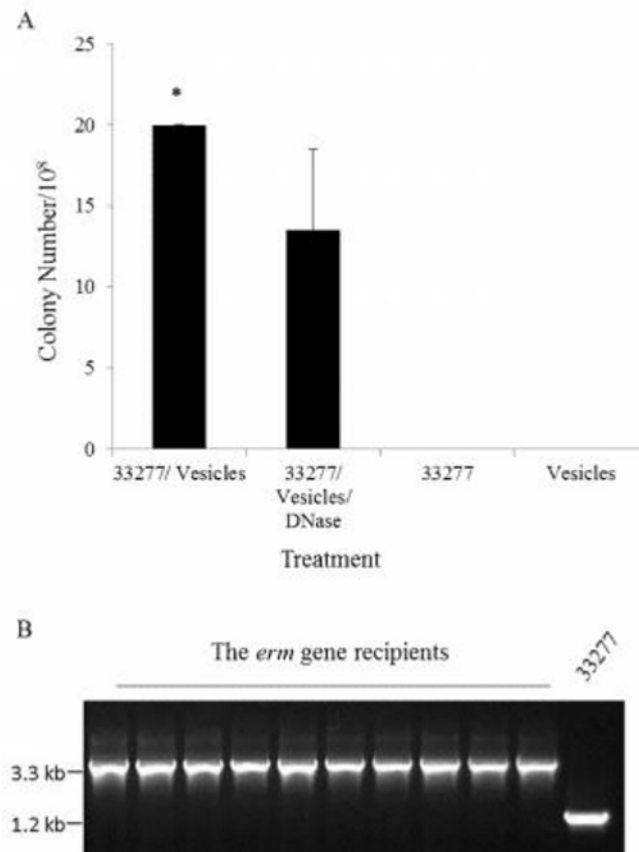 A
25
20
15
10
5
0
*
Colony Number/10⁸
33277/ Vesicles
33277/
Vesicles/
DNase
33277
Vesicles
Treatment
B
The erm gene recipients
33277
3.3 kb
1.2 kb